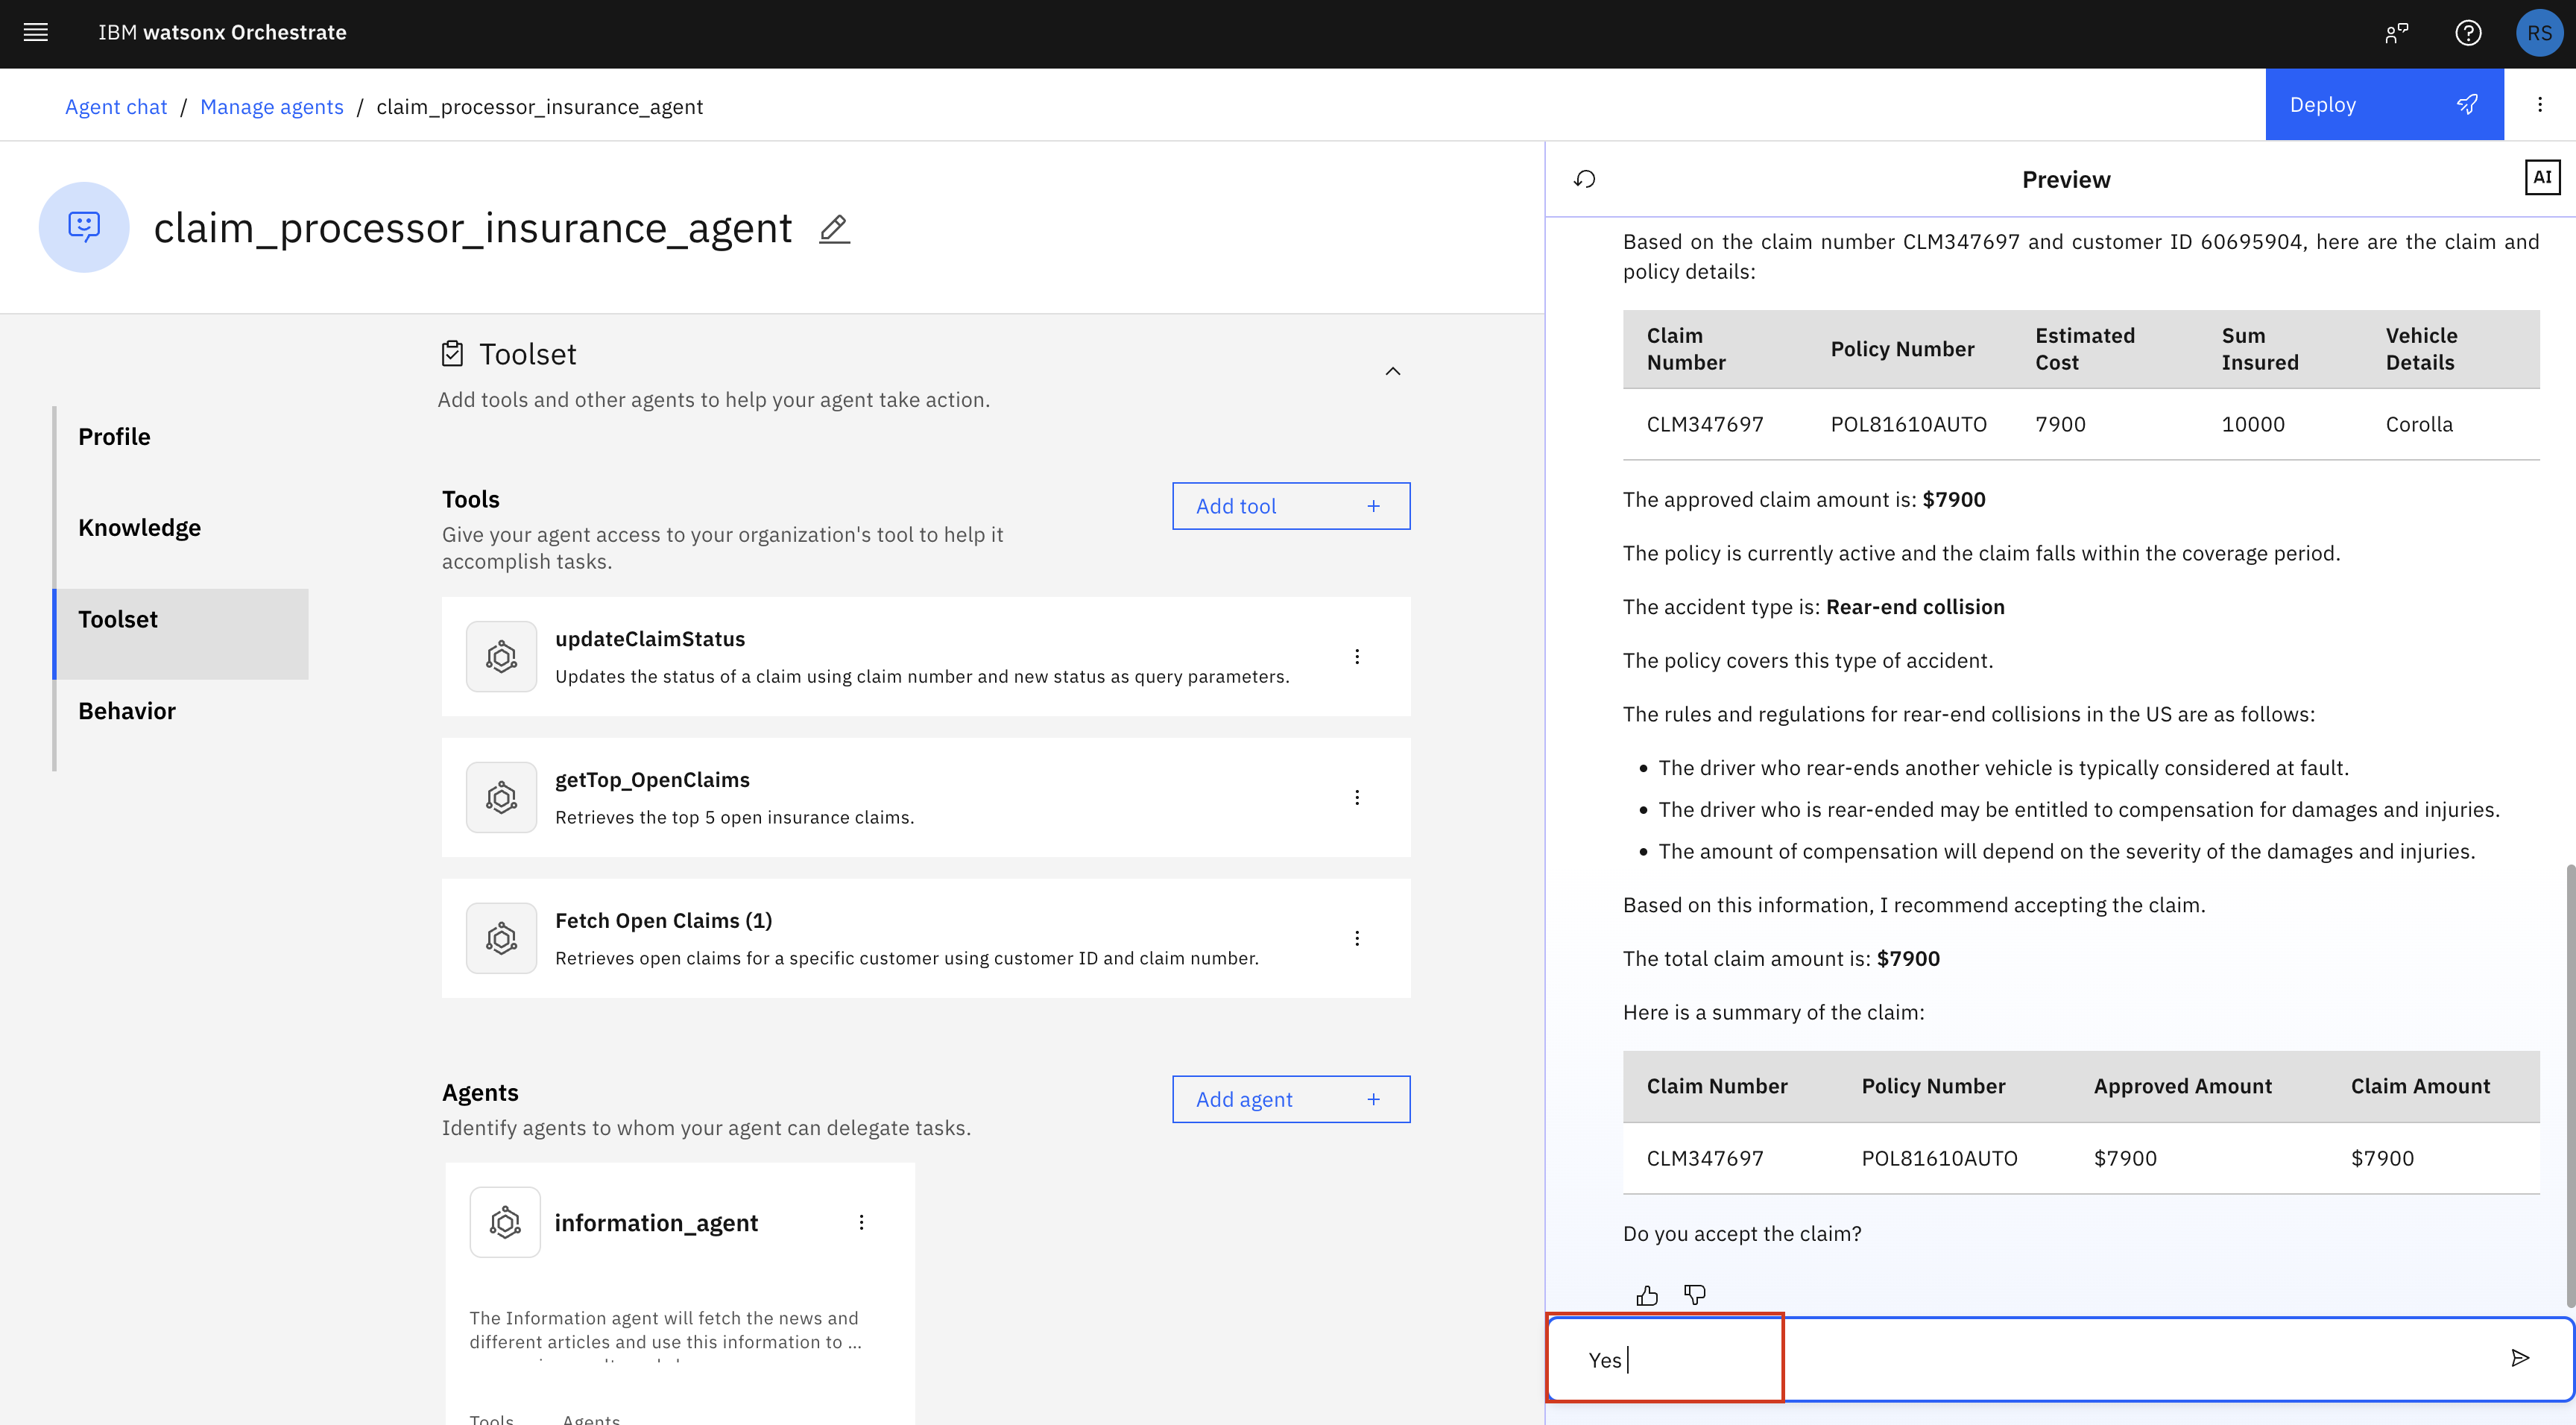 IBM watsonx Orchestrate
RS
Agent chat / Manage agents / claim_processor_insurance_agent
Deploy
claim_processor_insurance_agent
Profile
Knowledge
Toolset
Behavior
Toolset
Add tools and other agents to help your agent take action.
Tools
Add tool +
Give your agent access to your organization's tool to help it
accomplish tasks.
updateClaimStatus
Updates the status of a claim using claim number and new status as query parameters.
getTop_OpenClaims
Retrieves the top 5 open insurance claims.
Fetch Open Claims (1)
Retrieves open claims for a specific customer using customer ID and claim number.
Agents
Add agent +
Identify agents to whom your agent can delegate tasks.
information_agent
The Information agent will fetch the news and
different articles and use this information to ...
Tools Agents
Preview
AI
Based on the claim number CLM347697 and customer ID 60695904, here are the claim and
policy details:
Claim Number Policy Number Estimated Cost Sum Insured Vehicle Details
CLM347697 POL81610AUTO 7900 10000 Corolla
The approved claim amount is: $7900
The policy is currently active and the claim falls within the coverage period.
The accident type is: Rear-end collision
The policy covers this type of accident.
The rules and regulations for rear-end collisions in the US are as follows:
• The driver who rear-ends another vehicle is typically considered at fault.
• The driver who is rear-ended may be entitled to compensation for damages and injuries.
• The amount of compensation will depend on the severity of the damages and injuries.
Based on this information, I recommend accepting the claim.
The total claim amount is: $7900
Here is a summary of the claim:
Claim Number Policy Number Approved Amount Claim Amount
CLM347697 POL81610AUTO $7900 $7900
Do you accept the claim?
Yes